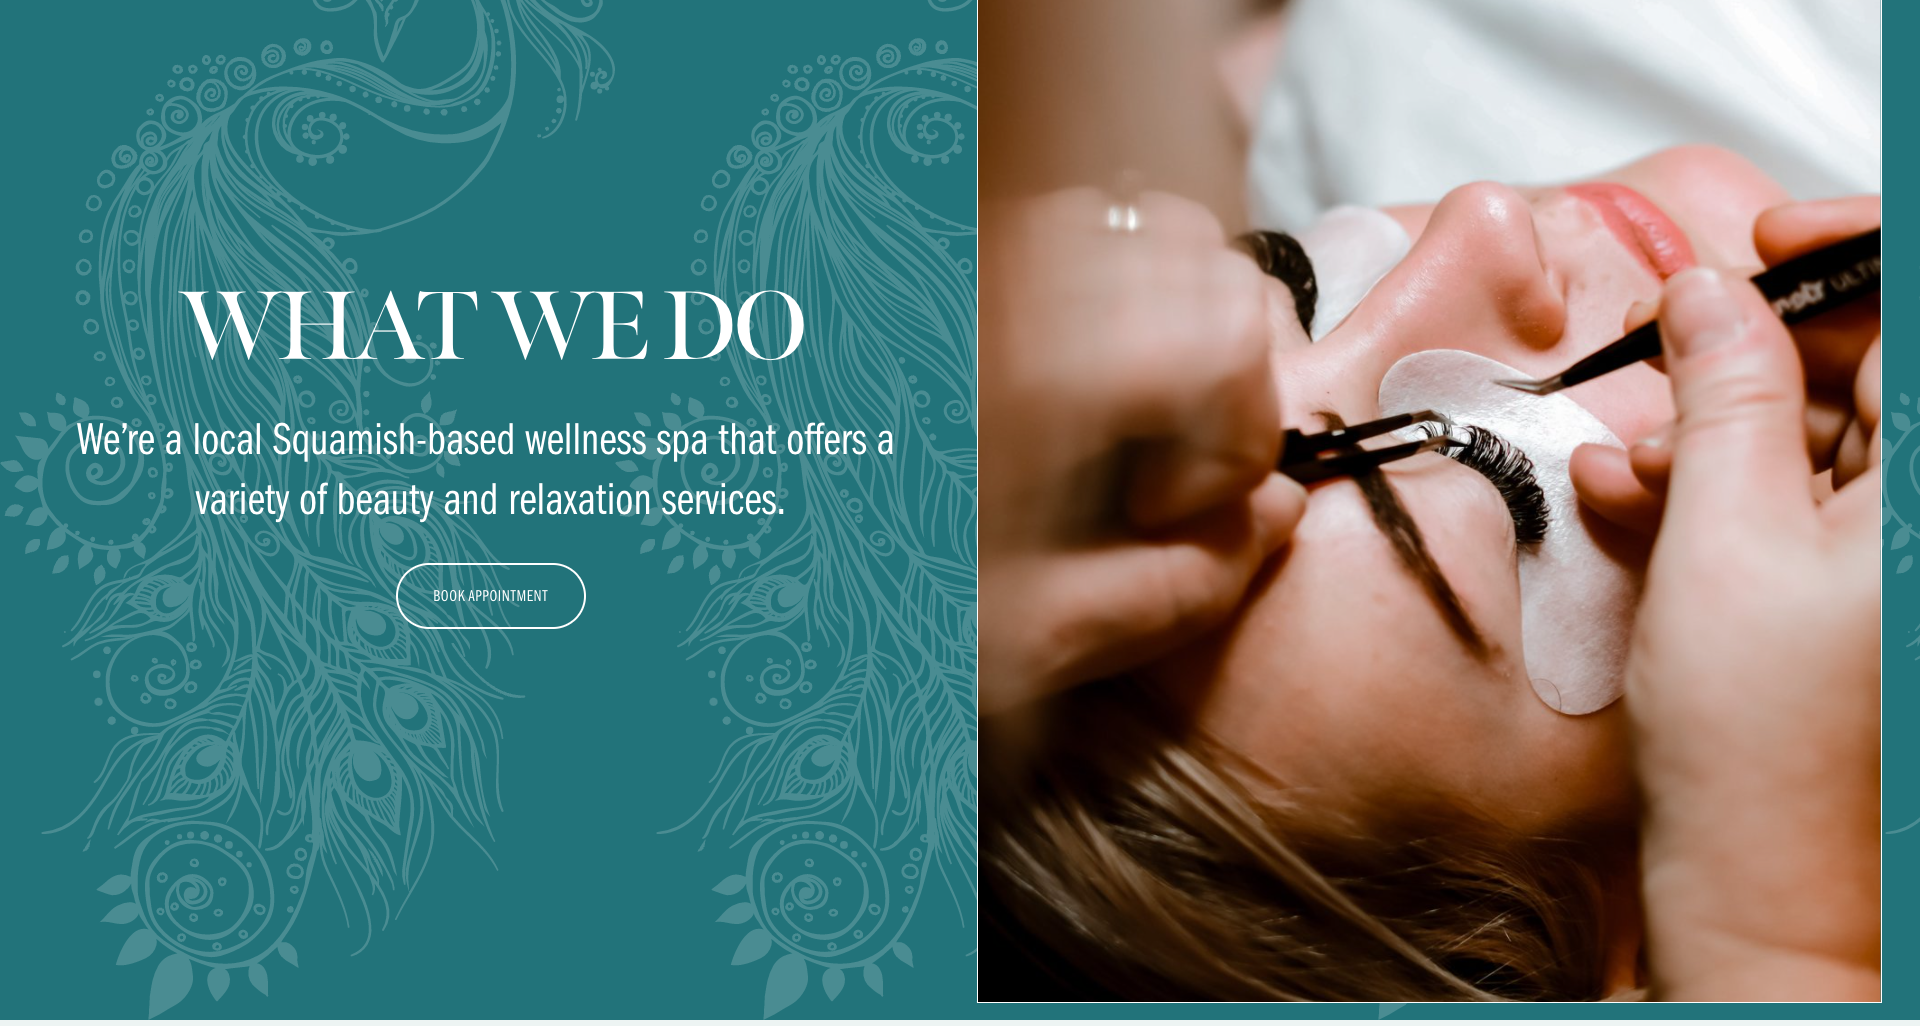 WHAT WE DO
We’re a local Squamish-based wellness spa that offers a
variety of beauty and relaxation services.
BOOK APPOINTMENT